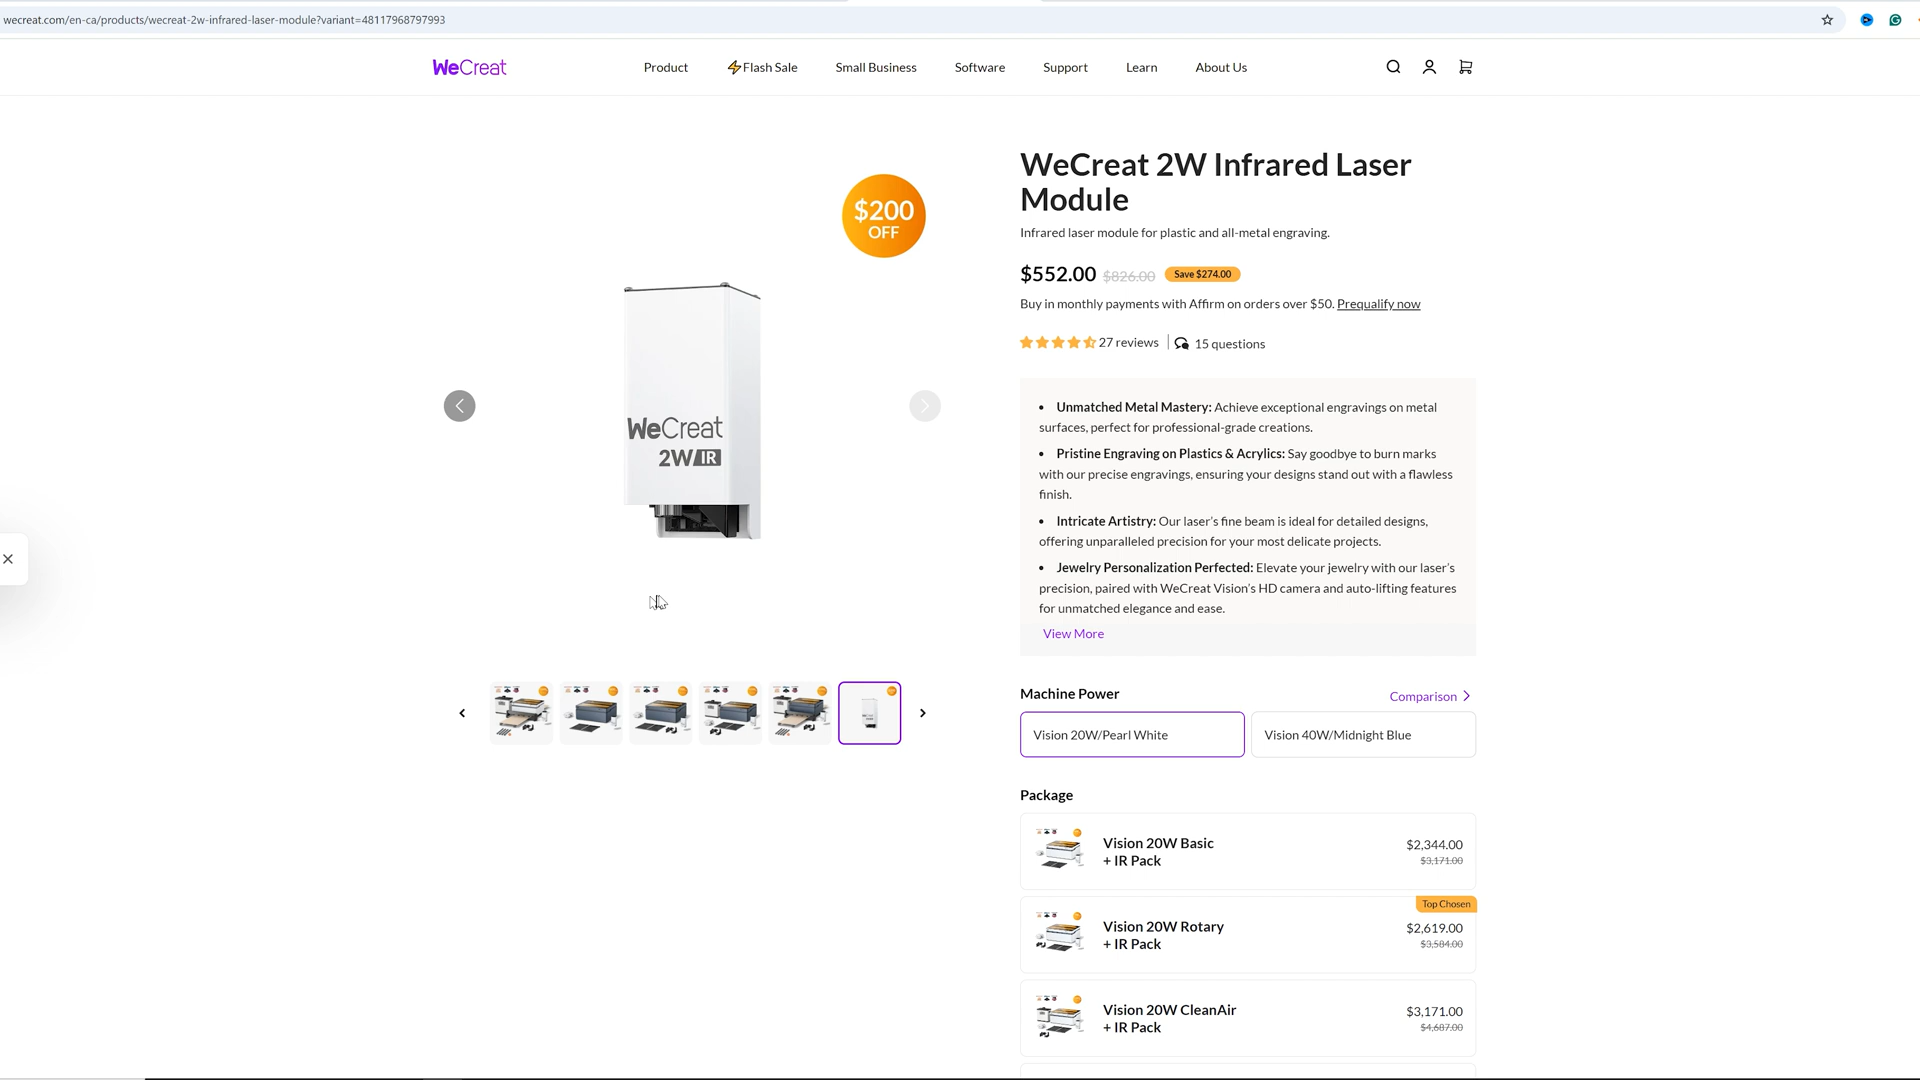 wecreat.com/en-ca/products/wecreat-2w-infrared-laser-module?variant=48117968797993
WeCreat
Product
Flash Sale
Small Business
Software
Support
Learn
About Us
$200
OFF
WeCreat
2W IR
WeCreat 2W Infrared Laser
Module
Infrared laser module for plastic and all-metal engraving.
$552.00 $826.00 Save $274.00
Buy in monthly payments with Affirm on orders over $50. Prequalify now
27 reviews
15 questions
• Unmatched Metal Mastery: Achieve exceptional engravings on metal
surfaces, perfect for professional-grade creations.
• Pristine Engraving on Plastics & Acrylics: Say goodbye to burn marks
with our precise engravings, ensuring your designs stand out with a flawless
finish.
• Intricate Artistry: Our laser's fine beam is ideal for detailed designs,
offering unparalleled precision for your most delicate projects.
• Jewelry Personalization Perfected: Elevate your jewelry with our laser's
precision, paired with WeCreat Vision's HD camera and auto-lifting features
for unmatched elegance and ease.
View More
Machine Power
Comparison
Vision 20W/Pearl White
Vision 40W/Midnight Blue
Package
Vision 20W Basic
+ IR Pack
$2,344.00
$3,171.00
Top Chosen
Vision 20W Rotary
+ IR Pack
$2,619.00
$3,584.00
Vision 20W CleanAir
+ IR Pack
$3,171.00
$4,687.00